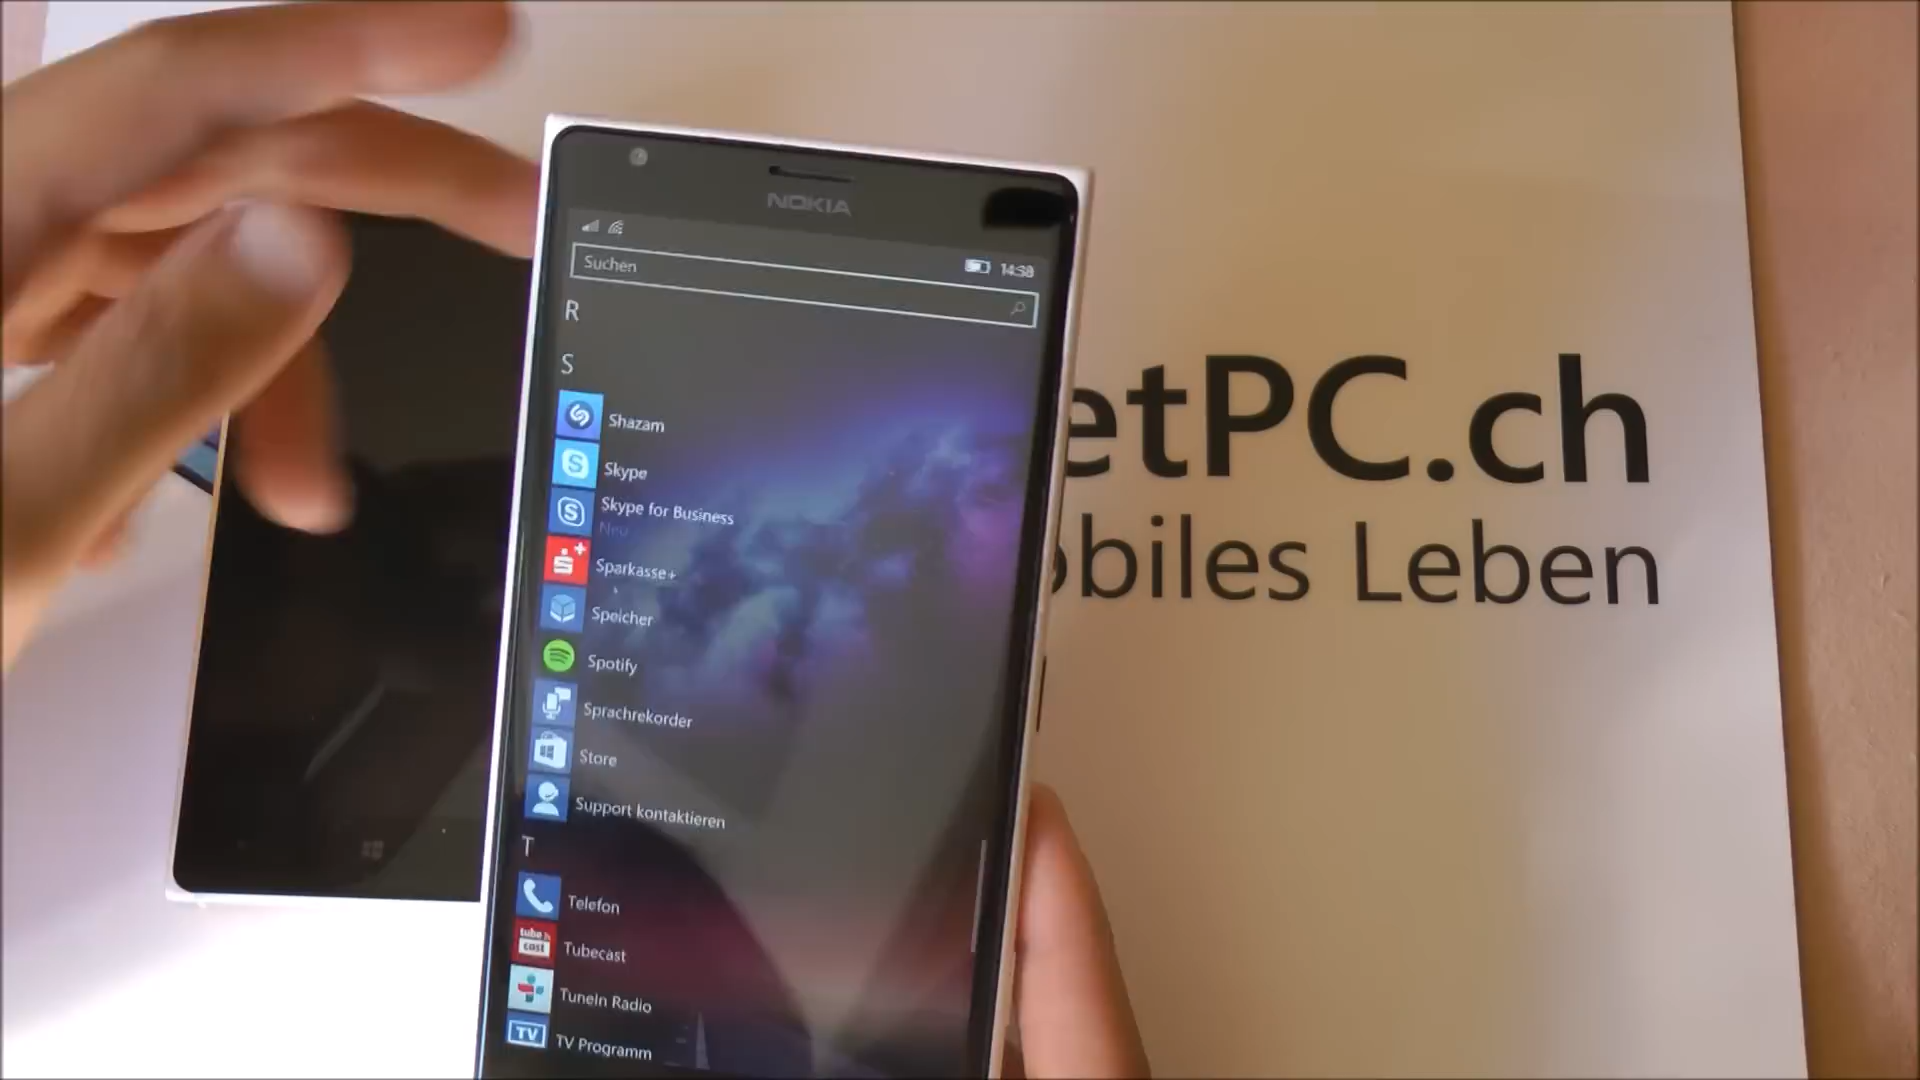 NOKIA
14:38
Suchen
R
S
Shazam
Skype
Skype for Business
Neu
Sparkasse+
Speicher
Spotify
Sprachrekorder
Store
Support kontaktieren
T
Telefon
tube
cast
Tubecast
TuneIn Radio
TV
TV Programm
etPC.ch
obiles Leben